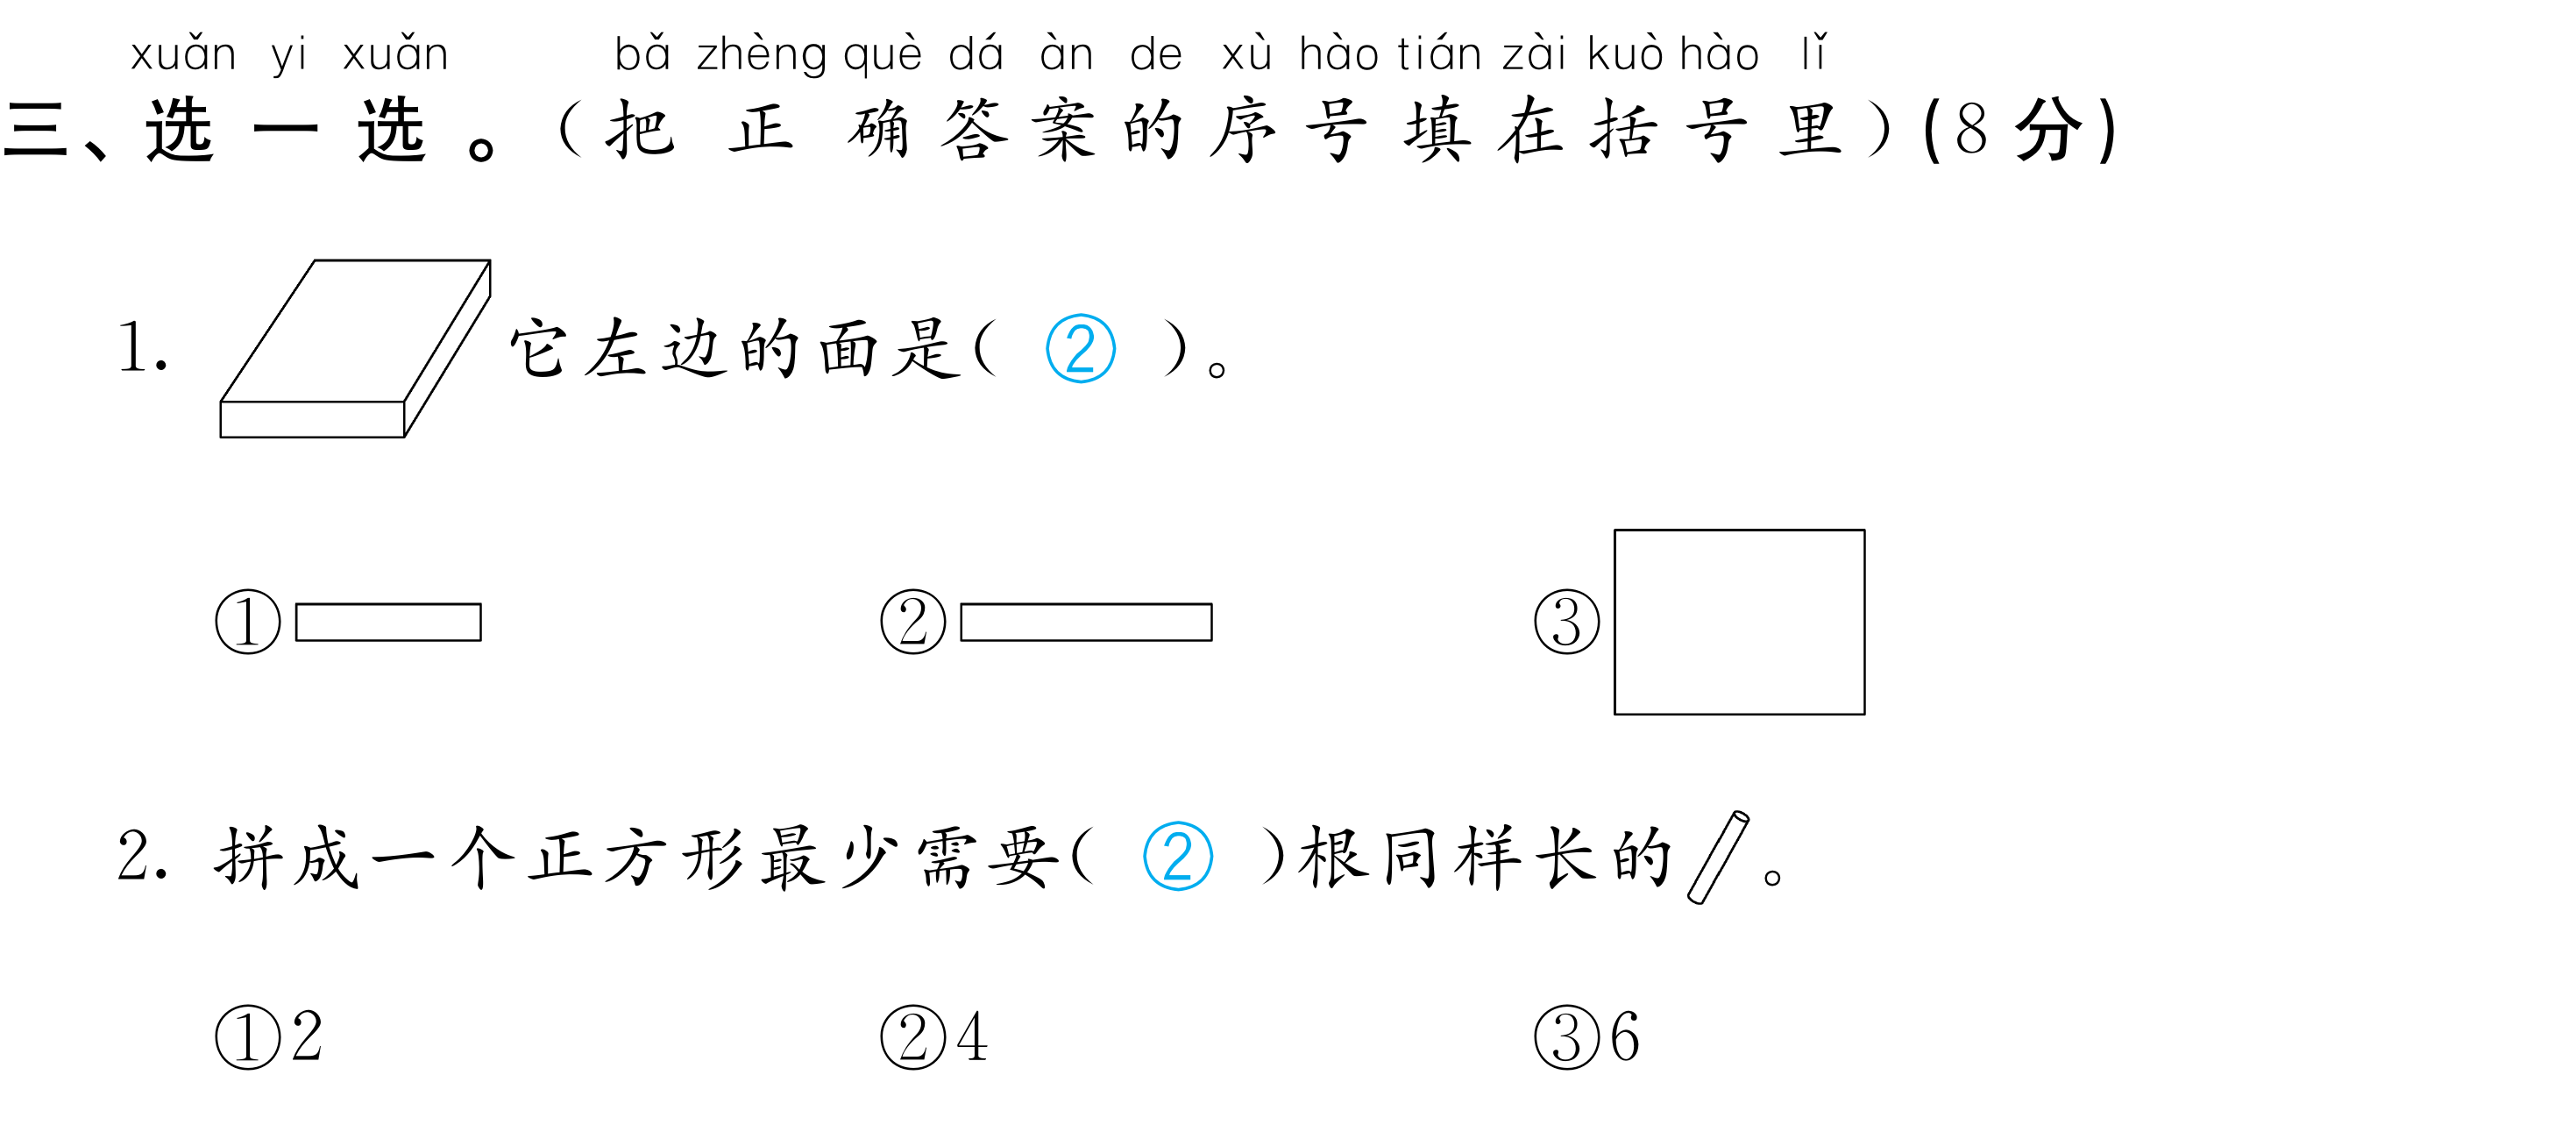 xuǎn yi xuǎn bǎ zhèng què dá àn de xù hào tián zài kuò hào lǐ
三、选一选。(把正确答案的序号填在括号里)(8分)
1. 它左边的面是( ② )。
① ② ③
2. 拼成一个正方形最少需要( ② )根同样长的。
①2 ②4 ③6